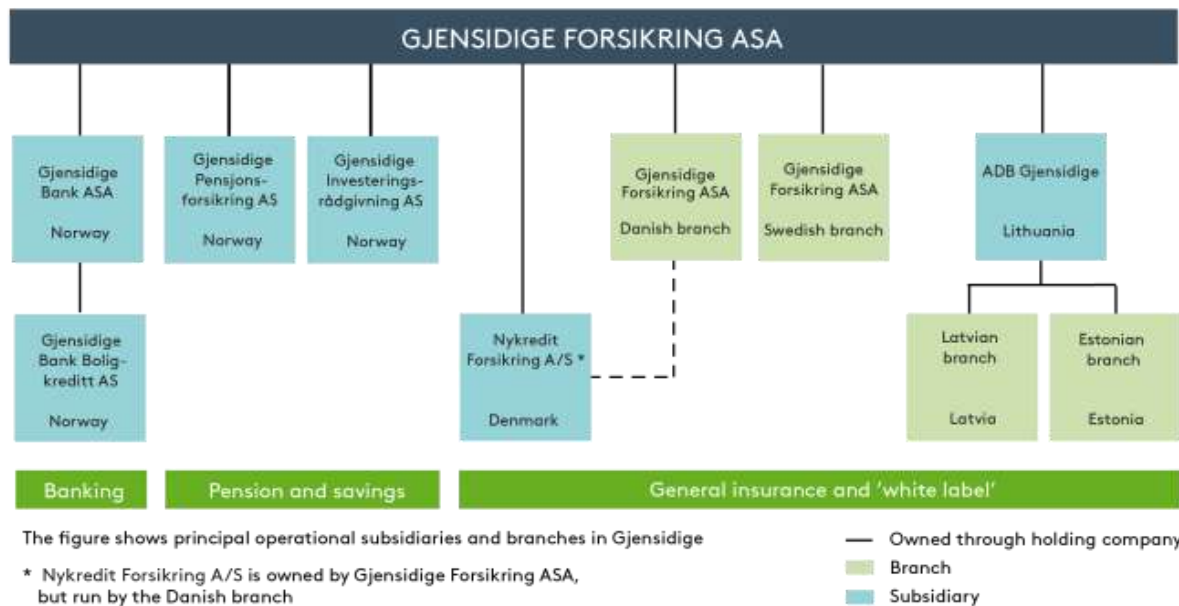 GJENSIDIGE FORSIKRING ASA
Gjensidige
Bank ASA
Norway
Gjensidige
Pensjons-
forsikring AS
Norway
Gjensidige
Investerings-
rådgivning AS
Norway
Gjensidige
Forsikring ASA
Danish branch
Gjensidige
Forsikring ASA
Swedish branch
ADB Gjensidige
Lithuania
Gjensidige
Bank Bolig-
kreditt AS
Norway
Nykredit
Forsikring A/S *
Denmark
Latvian
branch
Latvia
Estonian
branch
Estonia
Banking
Pension and savings
General insurance and ‘white label’
The figure shows principal operational subsidiaries and branches in Gjensidige
* Nykredit Forsikring A/S is owned by Gjensidige Forsikring ASA,
but run by the Danish branch
Owned through holding company
Branch
Subsidiary